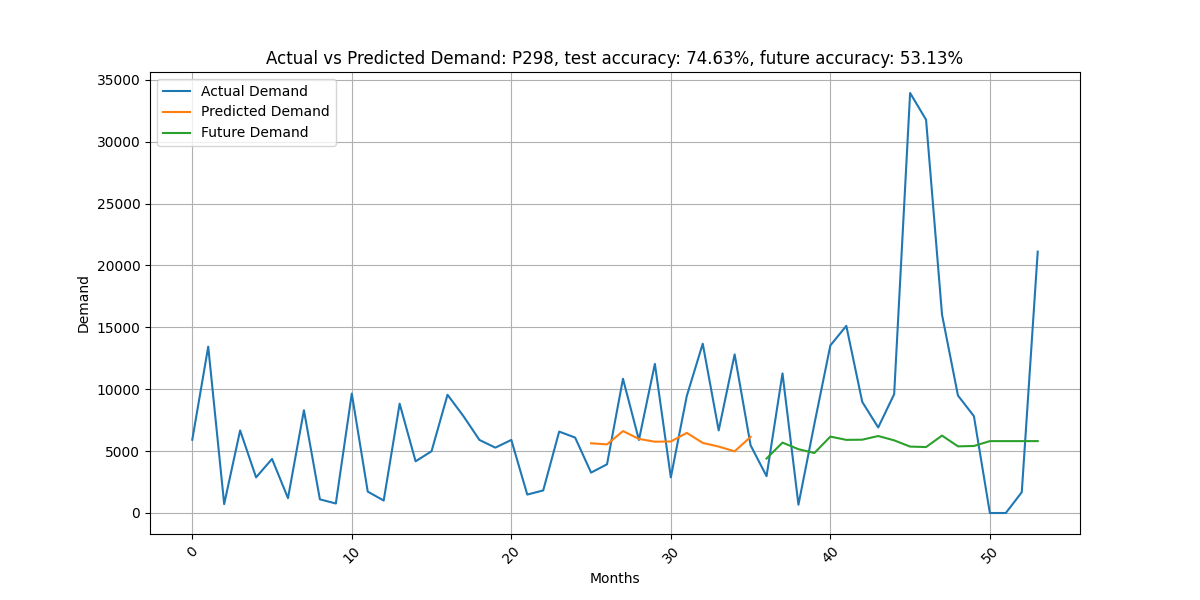 Actual vs Predicted Demand: P298, test accuracy: 74.63%, future accuracy: 53.13%
Actual Demand
Predicted Demand
Future Demand
35000
30000
25000
20000
15000
10000
5000
0
Demand
0
10
20
30
40
50
Months